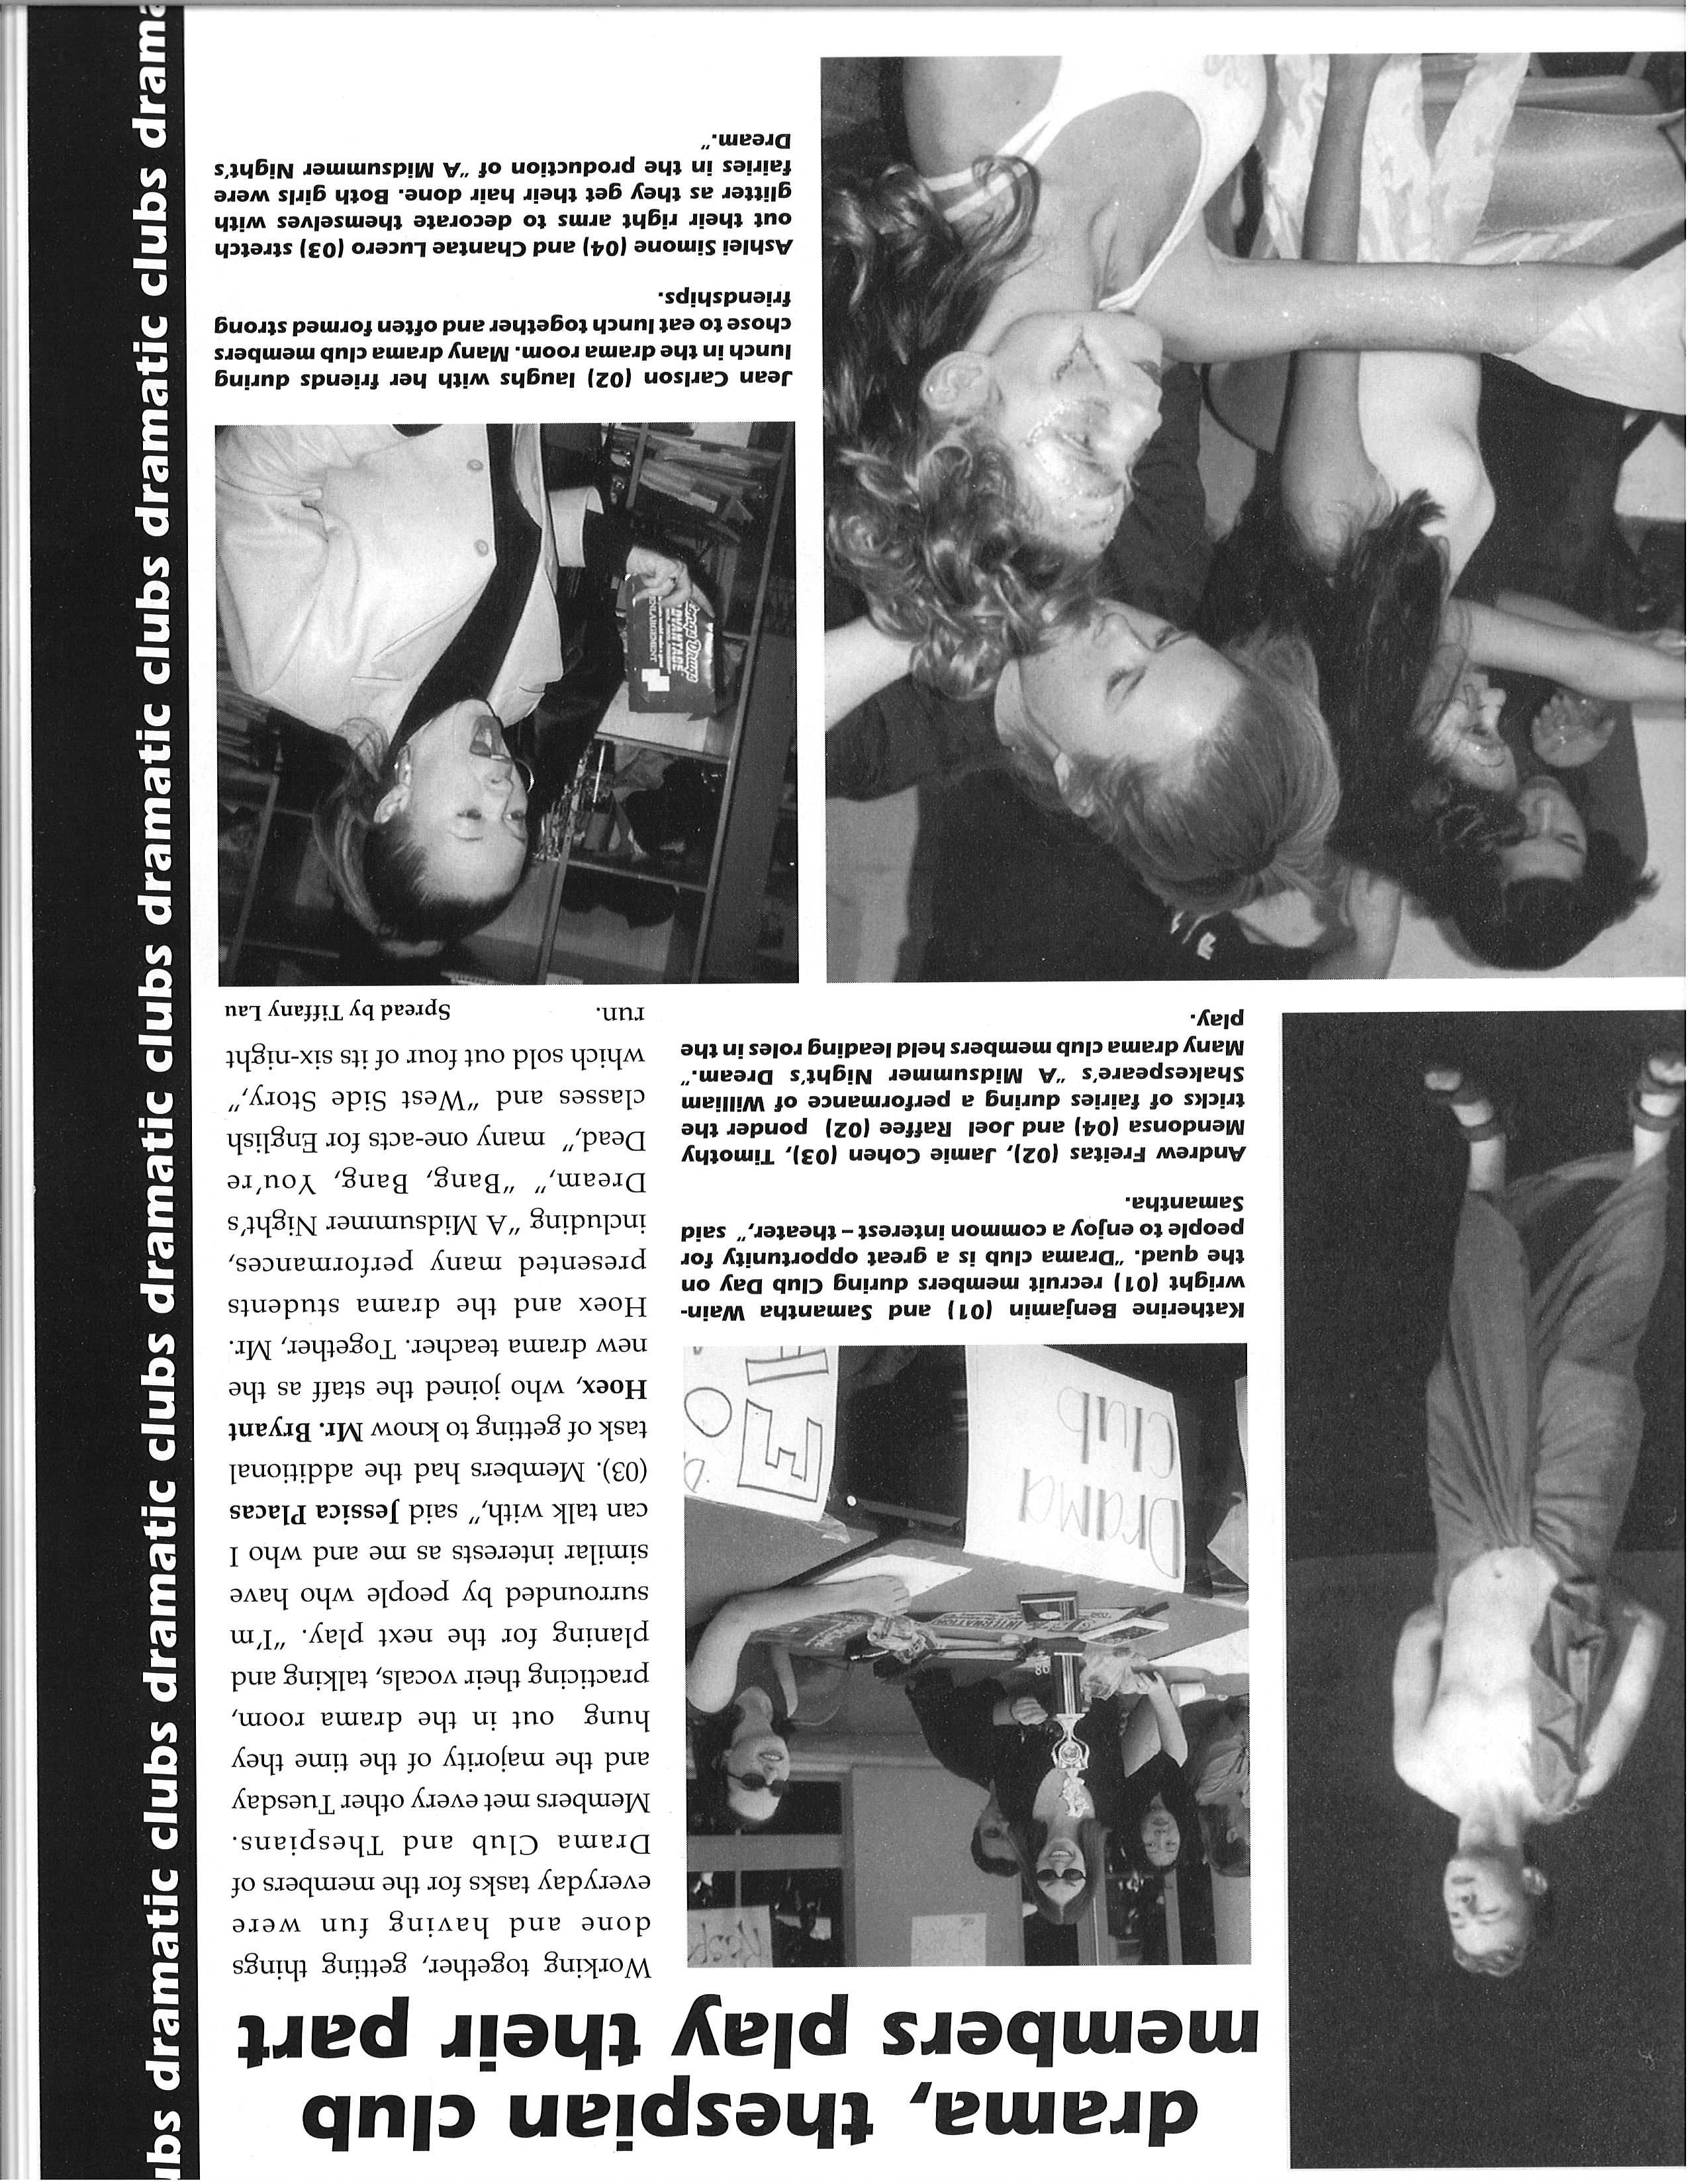 drama, thespian club
members play their part
Working together, getting things
done and having fun were
everyday tasks for the members of
Drama Club and Thespians.
Members met every other Tuesday
and the majority of the time they
hung out in the drama room,
practicing their vocals, talking and
planing for the next play. “I’m
surrounded by people who have
similar interests as me and who I
can talk with,” said Jessica Placas
(03). Members had the additional
task of getting to know Mr. Bryant
Hoex, who joined the staff as the
new drama teacher. Together, Mr.
Hoex and the drama students
presented many performances,
including “A Midsummer Night’s
Dream,” “Bang, Bang, You’re
Dead,” many one-acts for English
classes and “West Side Story,”
which sold out four of its six-night
run.
Spread by Tiffany Lau
Drama
Club
Katherine Benjamin (01) and Samantha Wain-
wright (01) recruit members during Club Day on
the quad. “Drama club is a great opportunity for
people to enjoy a common interest – theater,” said
Samantha.
Andrew Freitas (02), Jamie Cohen (03), Timothy
Mendonsa (04) and Joel Raffee (02) ponder the
tricks of fairies during a performance of William
Shakespeare’s “A Midsummer Night’s Dream.”
Many drama club members held leading roles in the
play.
Longs Drugs
ADVANTAGE
ENLARGEMENT
Jean Carlson (02) laughs with her friends during
lunch in the drama room. Many drama club members
chose to eat lunch together and often formed strong
friendships.
Ashlei Simone (04) and Chantae Lucero (03) stretch
out their right arms to decorate themselves with
glitter as they get their hair done. Both girls were
fairies in the production of “A Midsummer Night’s
Dream.”
ubs dramatic clubs dramatic clubs dramatic clubs dramatic clubs dramatic clubs dramatic clubs dramatic clubs dramatic clubs drama